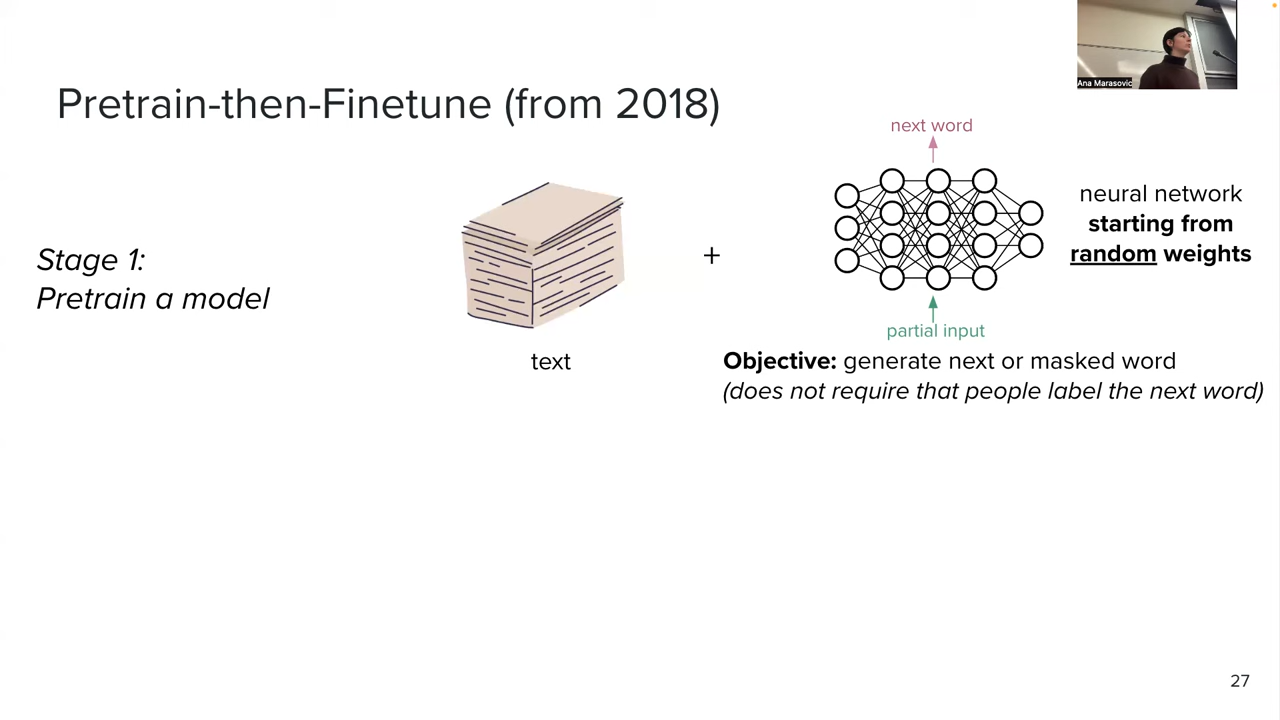 Ana Marasovic
Pretrain-then-Finetune (from 2018)
next word
neural network
starting from
random weights
Stage 1:
Pretrain a model
+
partial input
text
Objective: generate next or masked word
(does not require that people label the next word)
27